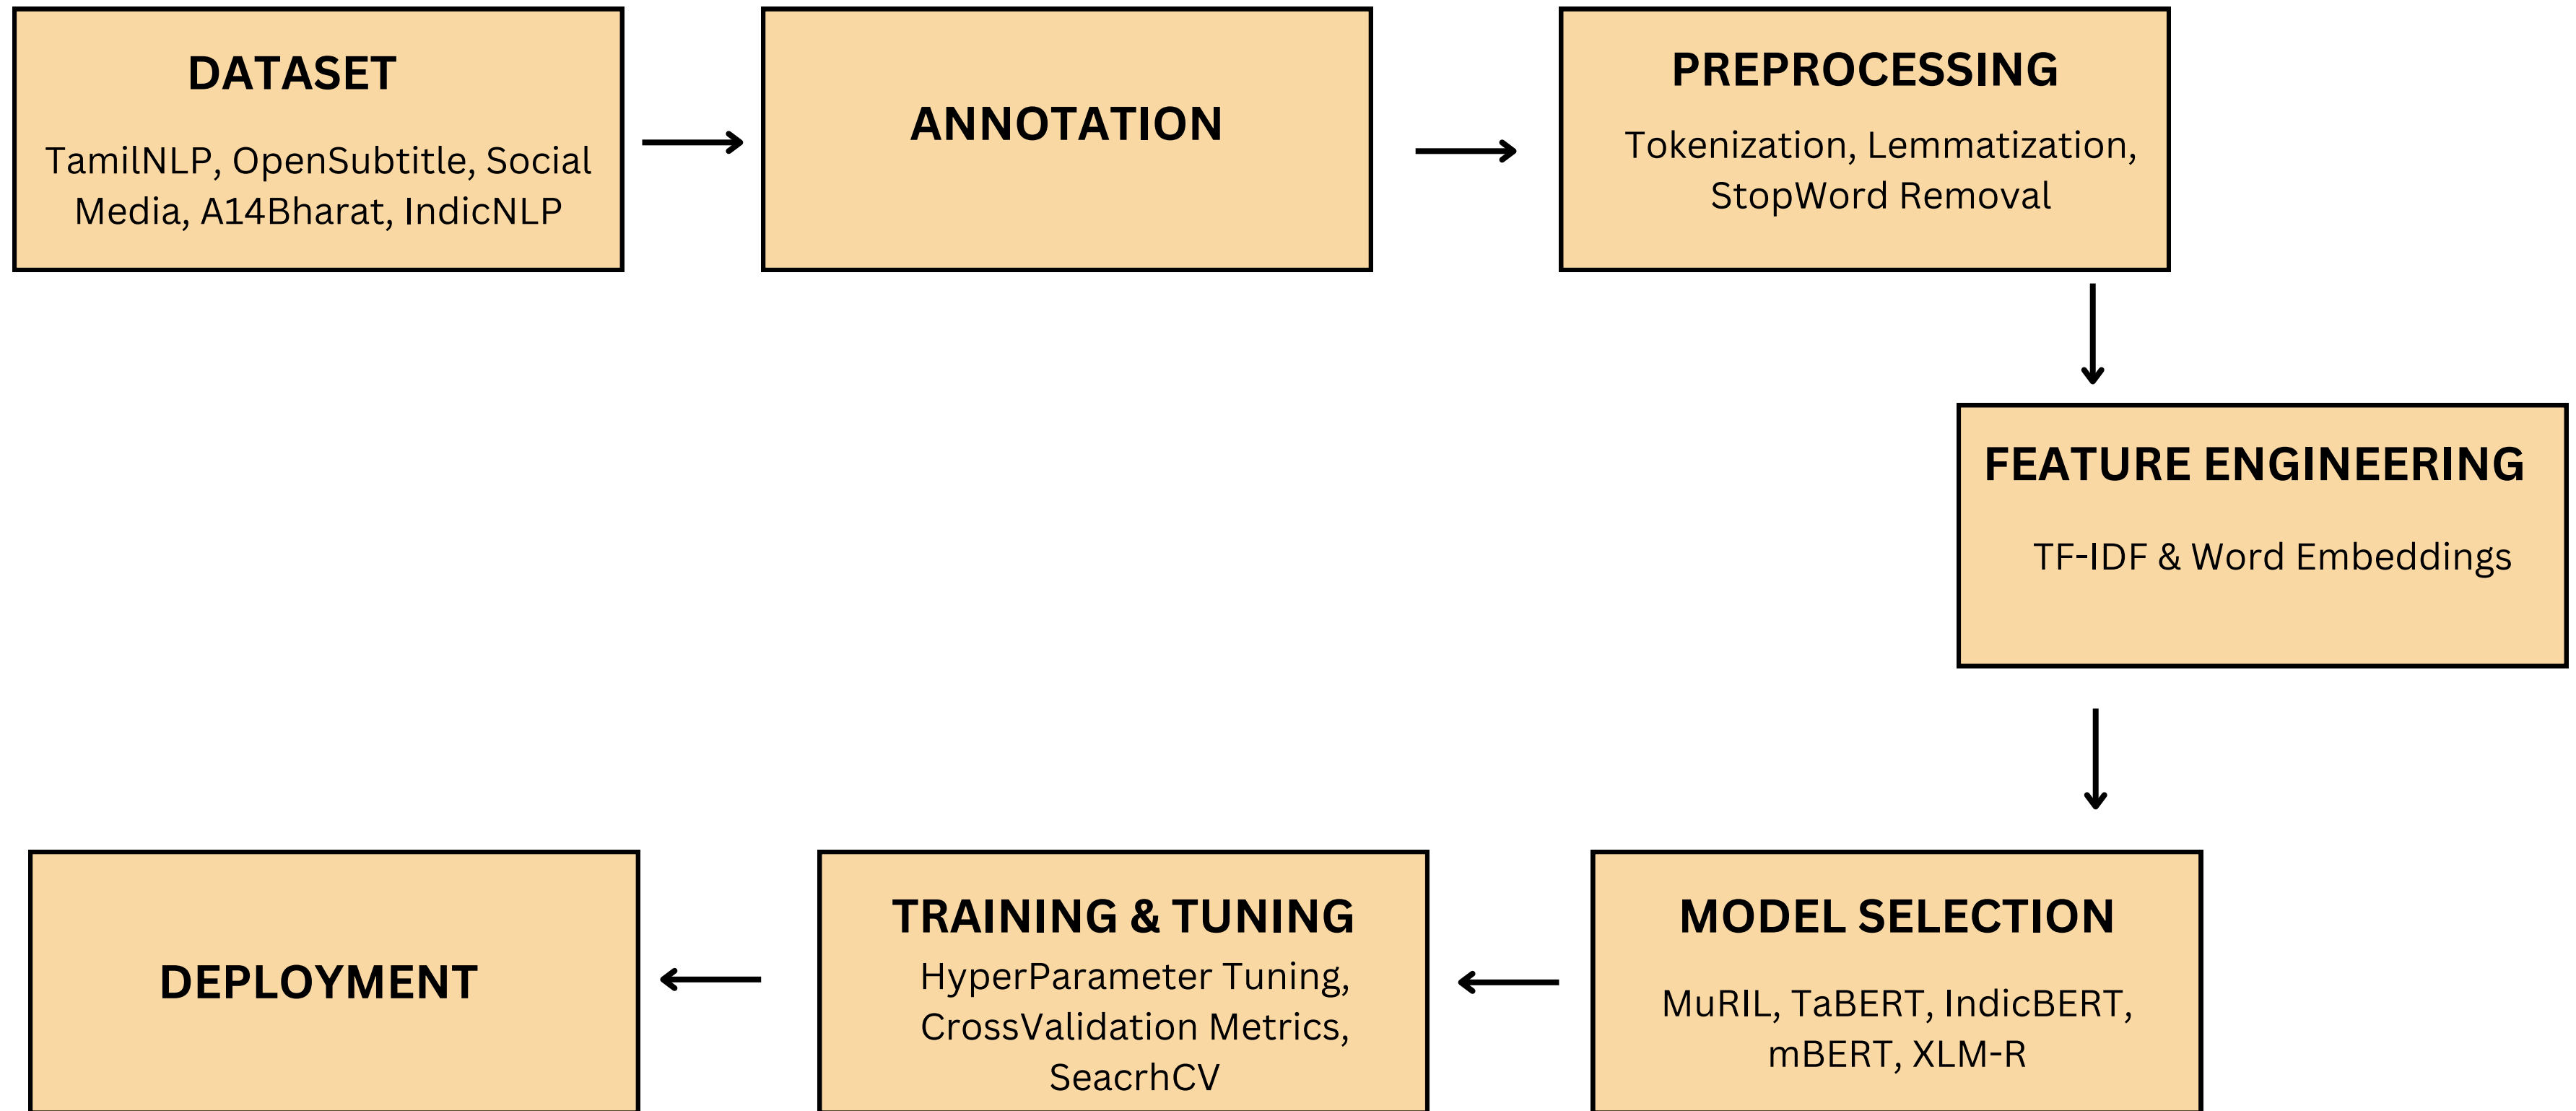 DATASET
TamilNLP, OpenSubtitle, Social
Media, A14Bharat, IndicNLP
ANNOTATION
PREPROCESSING
Tokenization, Lemmatization,
StopWord Removal
FEATURE ENGINEERING
TF-IDF & Word Embeddings
MODEL SELECTION
MuRIL, TaBERT, IndicBERT,
mBERT, XLM-R
TRAINING & TUNING
HyperParameter Tuning,
CrossValidation Metrics,
SeacrhCV
DEPLOYMENT